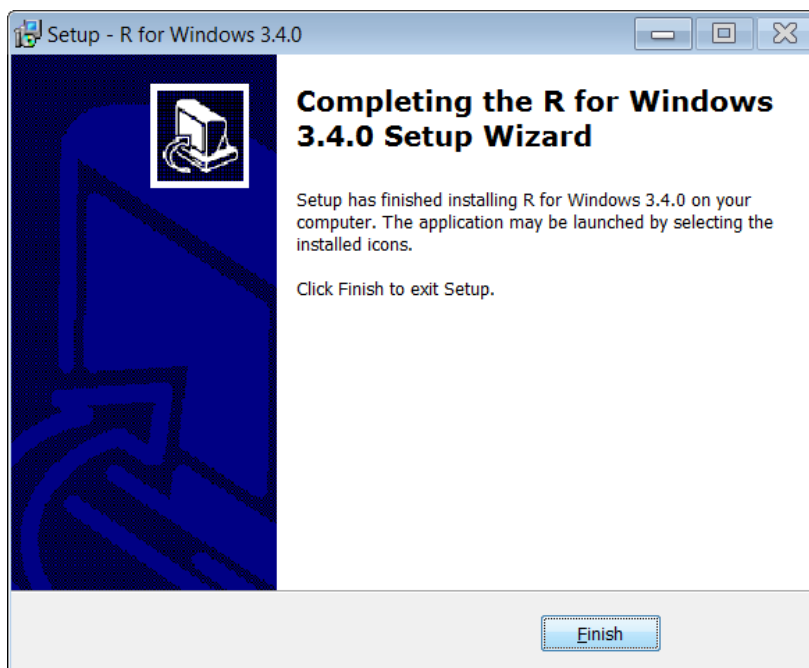 Setup - R for Windows 3.4.0
Completing the R for Windows
3.4.0 Setup Wizard
Setup has finished installing R for Windows 3.4.0 on your
computer. The application may be launched by selecting the
installed icons.
Click Finish to exit Setup.
Finish